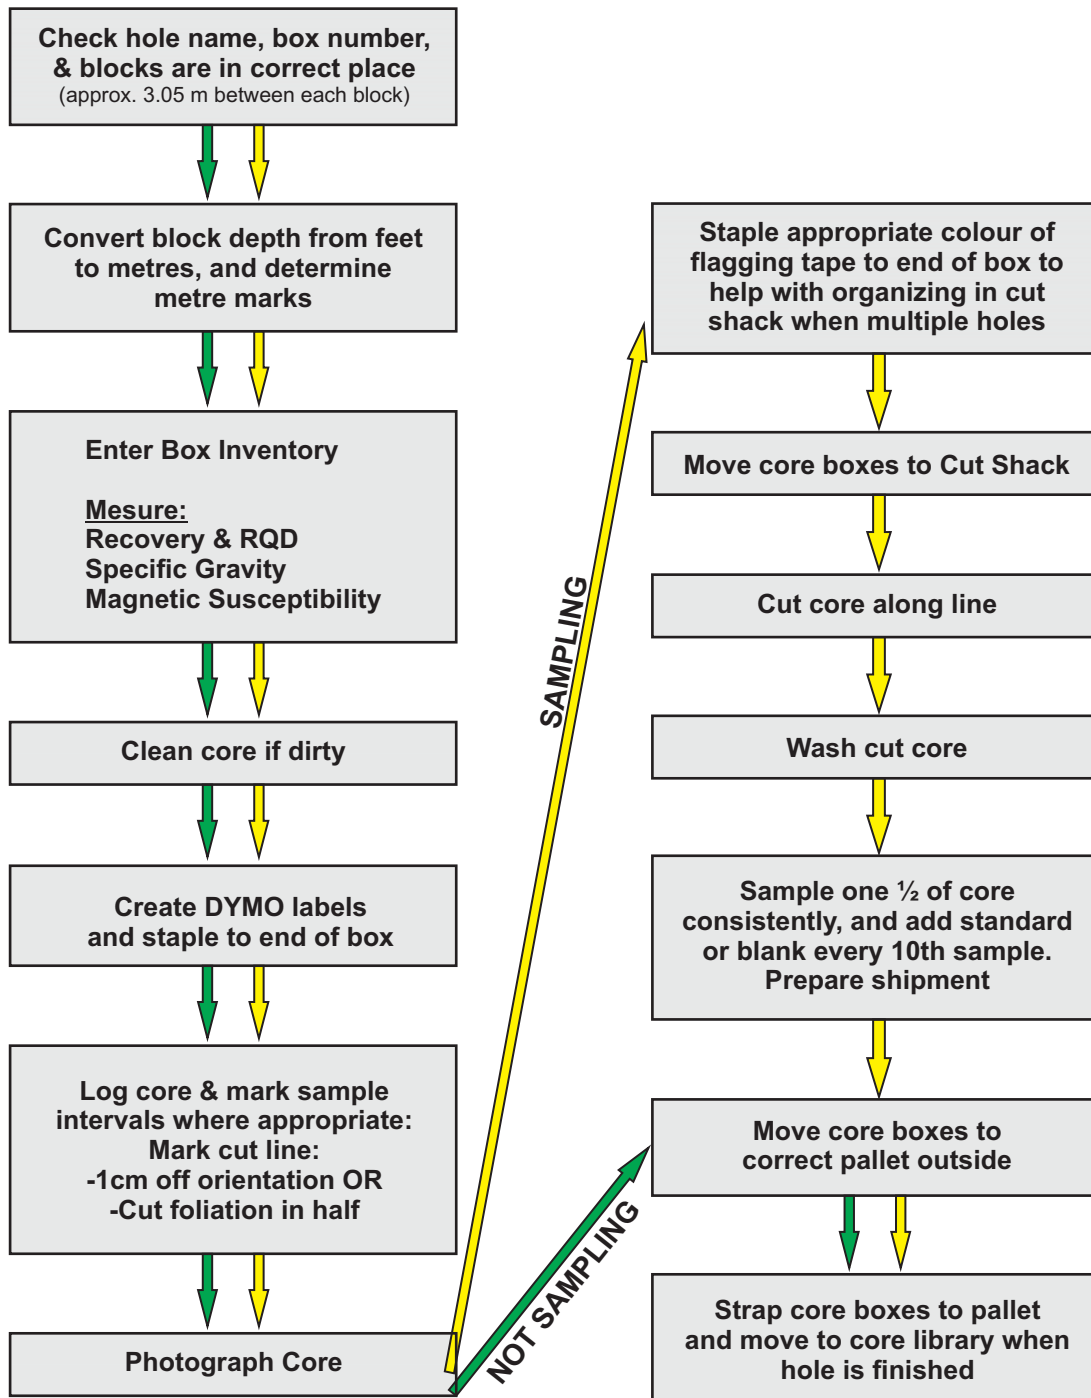 Check hole name, box number,
& blocks are in correct place
(approx. 3.05 m between each block)
Convert block depth from feet
to metres, and determine
metre marks
Enter Box Inventory
Mesure:
Recovery & RQD
Specific Gravity
Magnetic Susceptibility
Clean core if dirty
Create DYMO labels
and staple to end of box
Log core & mark sample
intervals where appropriate:
Mark cut line:
-1cm off orientation OR
-Cut foliation in half
Photograph Core
SAMPLING
NOT SAMPLING
Staple appropriate colour of
flagging tape to end of box to
help with organizing in cut
shack when multiple holes
Move core boxes to Cut Shack
Cut core along line
Wash cut core
Sample one ½ of core
consistently, and add standard
or blank every 10th sample.
Prepare shipment
Move core boxes to
correct pallet outside
Strap core boxes to pallet
and move to core library when
hole is finished